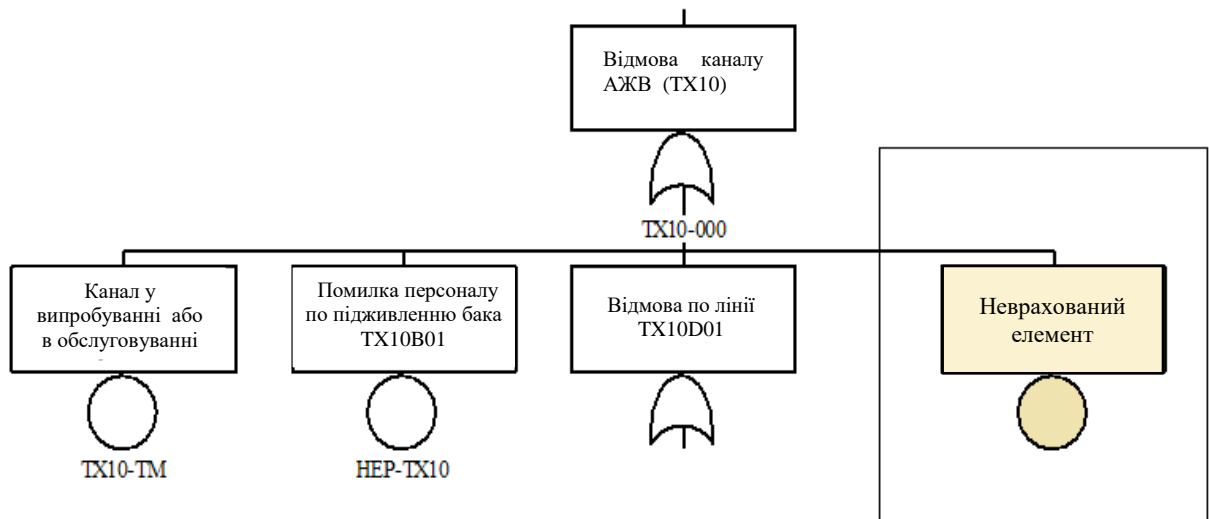 Відмова каналу
АЖВ (TX10)
TX10-000
Канал у
випробуванні або
в обслуговуванні
TX10-TM
Помилка персоналу
по підживленню бака
TX10B01
HEP-TX10
Відмова по лінії
TX10D01
Неврахований
елемент